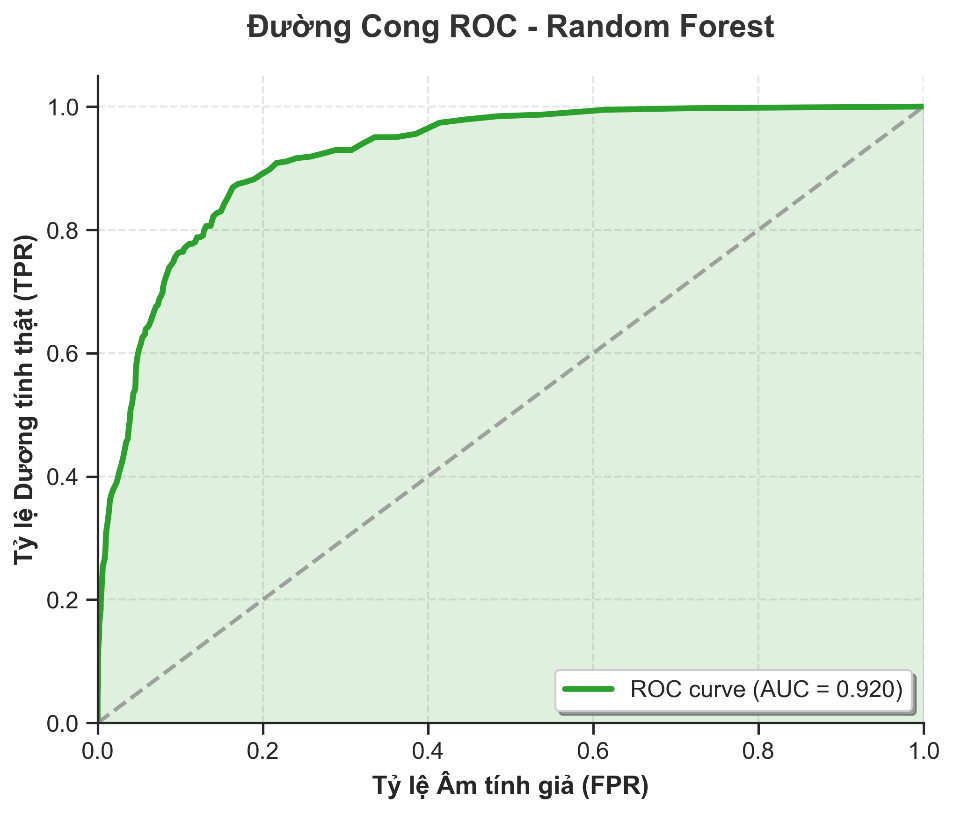 Đường Cong ROC - Random Forest
Tỷ lệ Dương tính thật (TPR)
1.0
0.8
0.6
0.4
0.2
0.0
0.0 0.2 0.4 0.6 0.8 1.0
ROC curve (AUC = 0.920)
Tỷ lệ Âm tính giả (FPR)